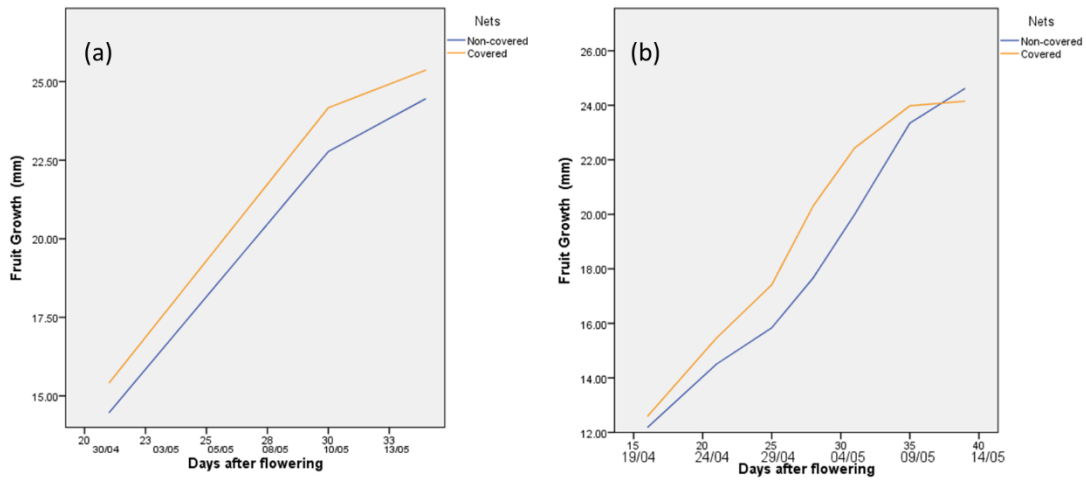 (a)
Nets
Non-covered
Covered
25.00
22.50
20.00
17.50
15.00
Fruit Growth (mm)
20 23 25 28 30 33
30/04 03/05 05/05 08/05 10/05 13/05
Days after flowering
(b)
Nets
Non-covered
Covered
26.00
24.00
22.00
20.00
18.00
16.00
14.00
12.00
Fruit Growth (mm)
15 20 25 30 35 40
19/04 24/04 29/04 04/05 09/05 14/05
Days after flowering